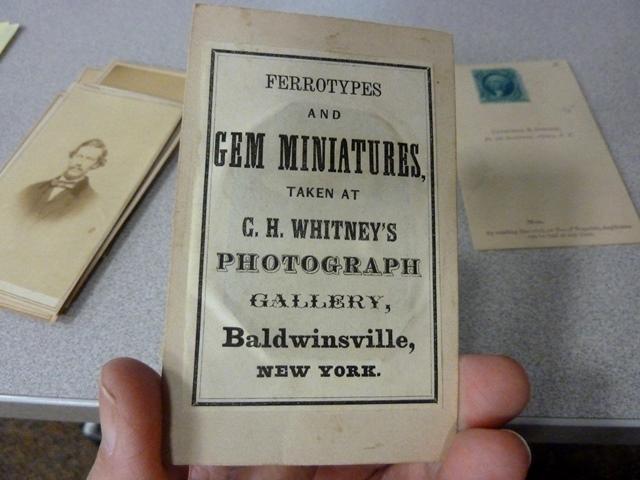 FERROTYPES
AND
GEM MINIATURES,
TAKEN AT
C. H. WHITNEY'S
PHOTOGRAPH
GALLERY,
Baldwinsville,
NEW YORK.